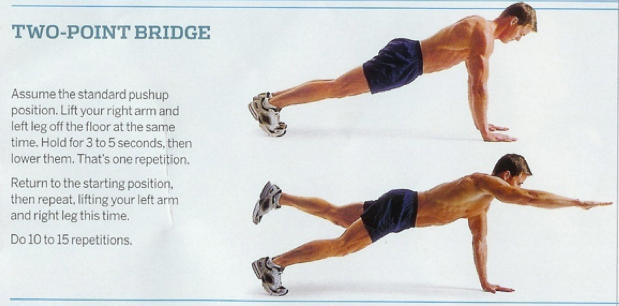 TWO-POINT BRIDGE
Assume the standard pushup
position. Lift your right arm and
left leg off the floor at the same
time. Hold for 3 to 5 seconds, then
lower them. That's one repetition.
Return to the starting position,
then repeat, lifting your left arm
and right leg this time.
Do 10 to 15 repetitions.